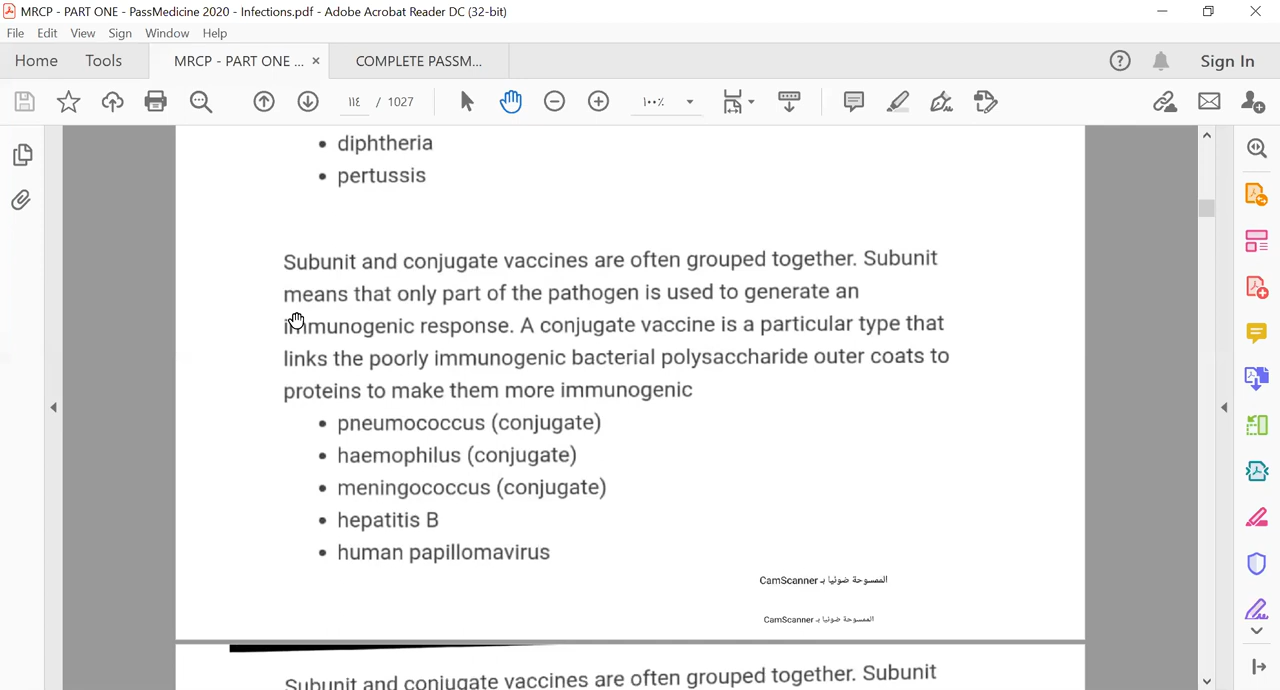 MRCP - PART ONE - PassMedicine 2020 - Infections.pdf - Adobe Acrobat Reader DC (32-bit)
File Edit View Sign Window Help
Home Tools MRCP - PART ONE ... × COMPLETE PASSM... Sign In
١١٤ / 1027 ١٠٠٪
• diphtheria
• pertussis
Subunit and conjugate vaccines are often grouped together. Subunit
means that only part of the pathogen is used to generate an
immunogenic response. A conjugate vaccine is a particular type that
links the poorly immunogenic bacterial polysaccharide outer coats to
proteins to make them more immunogenic
• pneumococcus (conjugate)
• haemophilus (conjugate)
• meningococcus (conjugate)
• hepatitis B
• human papillomavirus
الممسوحة ضوئيا بـ CamScanner
الممسوحة ضوئيا بـ CamScanner
Subunit and conjugate vaccines are often grouped together. Subunit